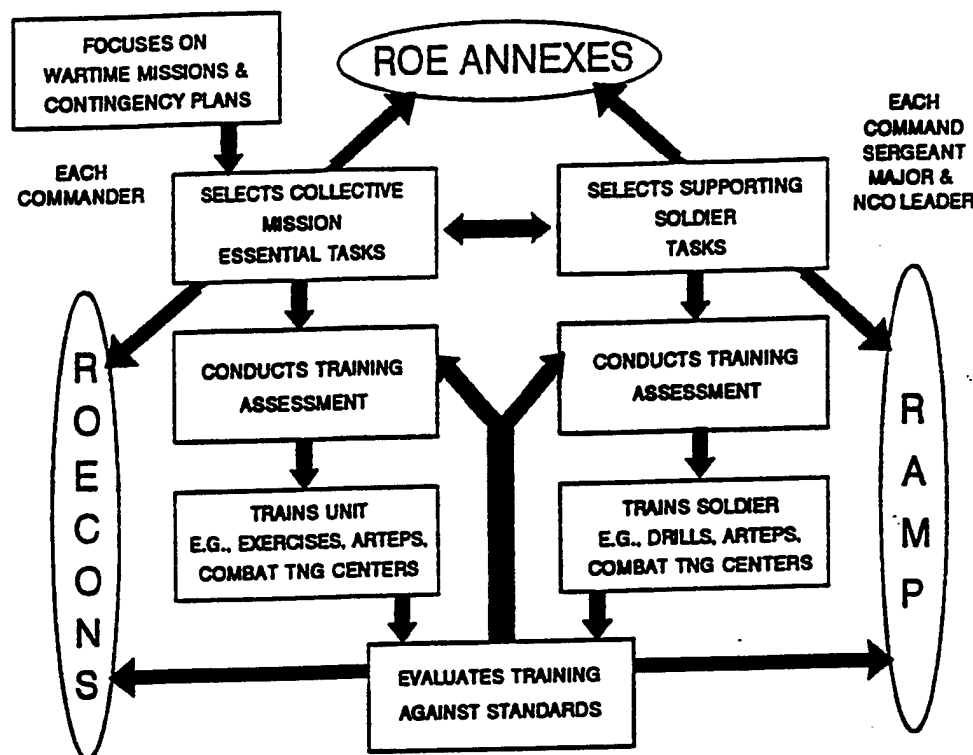 FOCUSES ON
WARTIME MISSIONS &
CONTINGENCY PLANS
ROE ANNEXES
EACH
COMMANDER
EACH
COMMAND
SERGEANT
MAJOR &
NCO LEADER
SELECTS COLLECTIVE
MISSION
ESSENTIAL TASKS
SELECTS SUPPORTING
SOLDIER
TASKS
ROECONS
CONDUCTS TRAINING
ASSESSMENT
CONDUCTS TRAINING
ASSESSMENT
RAMP
TRAINS UNIT
E.G., EXERCISES, ARTEPS,
COMBAT TNG CENTERS
TRAINS SOLDIER
E.G., DRILLS, ARTEPS,
COMBAT TNG CENTERS
EVALUATES TRAINING
AGAINST STANDARDS